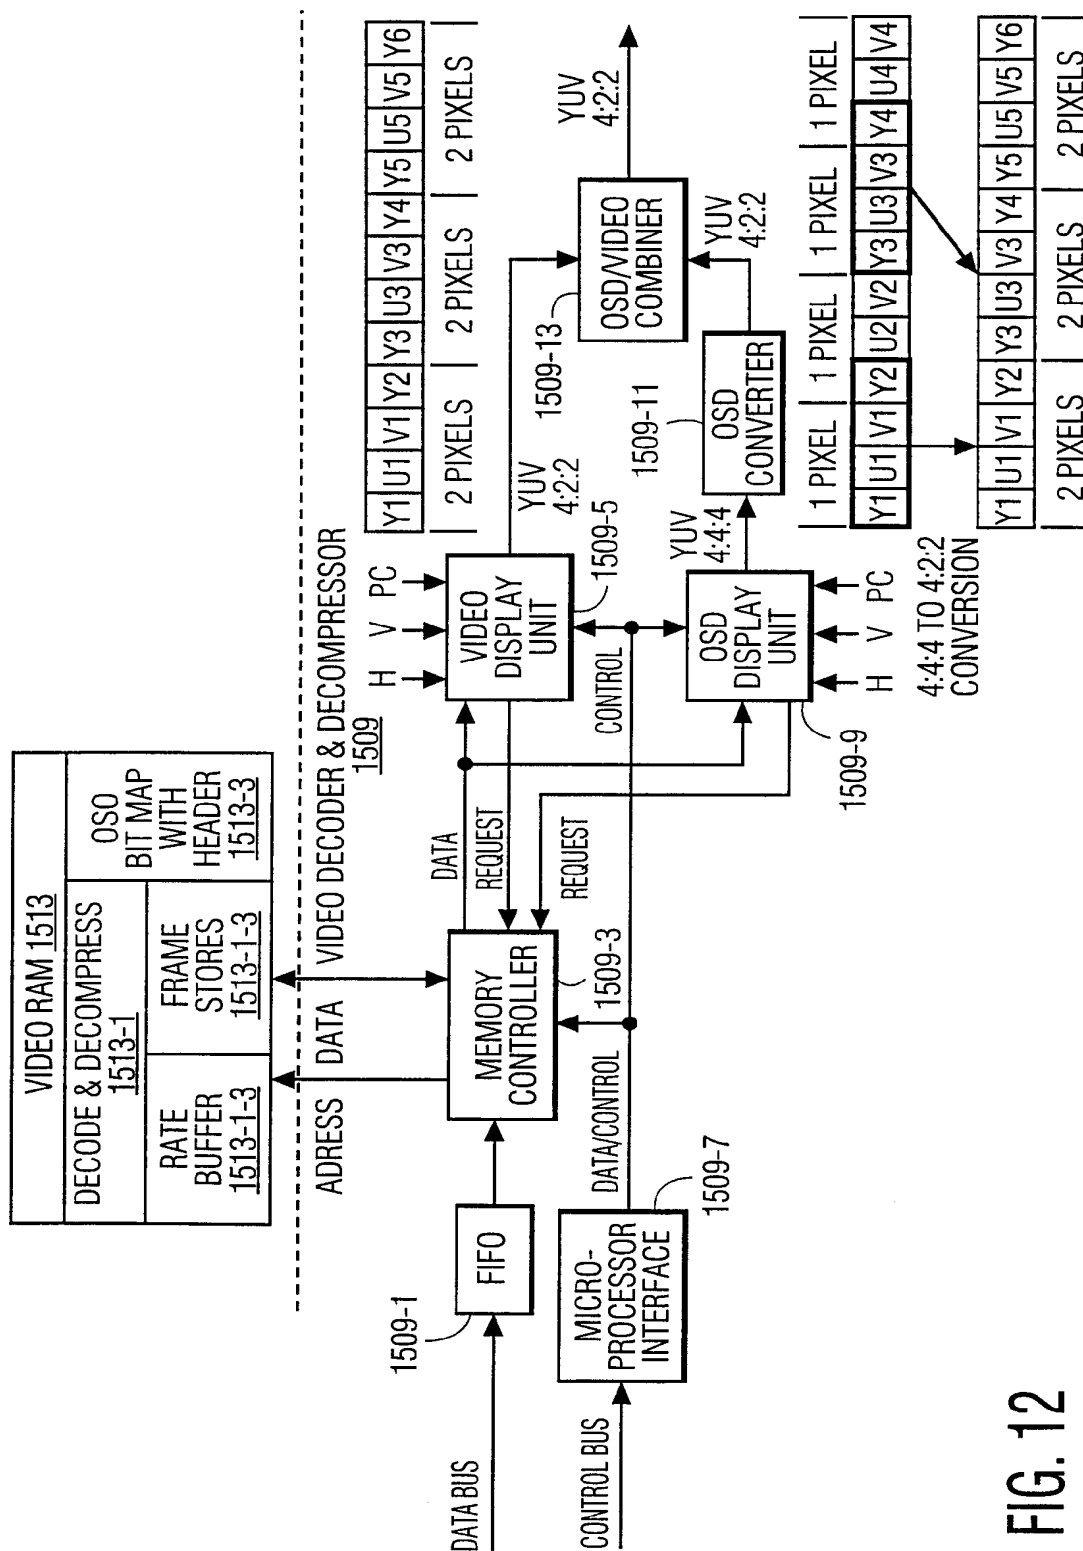 VIDEO RAM 1513
DECODE & DECOMPRESS
1513-1
RATE
BUFFER
1513-1-3
FRAME
STORES
1513-1-3
OSO
BIT MAP
WITH
HEADER
1513-3
ADRESS
DATA
VIDEO DECODER & DECOMPRESSOR
1509
DATA BUS
1509-1
FIFO
MEMORY
CONTROLLER
1509-3
DATA
REQUEST
REQUEST
H
V
PC
VIDEO
DISPLAY
UNIT
1509-5
YUV
4:2:2
Y1 U1 V1 Y2 Y3 U3 V3 Y4 Y5 U5 V5 Y6
2 PIXELS
2 PIXELS
2 PIXELS
1509-13
OSD/VIDEO
COMBINER
YUV
4:2:2
CONTROL BUS
MICRO-
PROCESSOR
INTERFACE
1509-7
DATA/CONTROL
CONTROL
OSD
DISPLAY
UNIT
1509-9
H
V
PC
YUV
4:4:4
1509-11
OSD
CONVERTER
YUV
4:2:2
1 PIXEL
1 PIXEL
1 PIXEL
1 PIXEL
Y1 U1 V1 Y2 U2 V2 Y3 U3 V3 Y4 U4 V4
4:4:4 TO 4:2:2
CONVERSION
Y1 U1 V1 Y2 Y3 U3 V3 Y4 Y5 U5 V5 Y6
2 PIXELS
2 PIXELS
2 PIXELS
FIG. 12